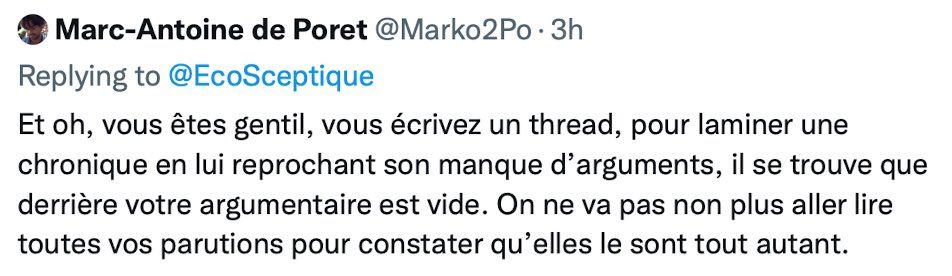 Marc-Antoine de Poret @Marko2Po · 3h
Replying to @EcoSceptique
Et oh, vous êtes gentil, vous écrivez un thread, pour laminer une
chronique en lui reprochant son manque d’arguments, il se trouve que
derrière votre argumentaire est vide. On ne va pas non plus aller lire
toutes vos parutions pour constater qu’elles le sont tout autant.